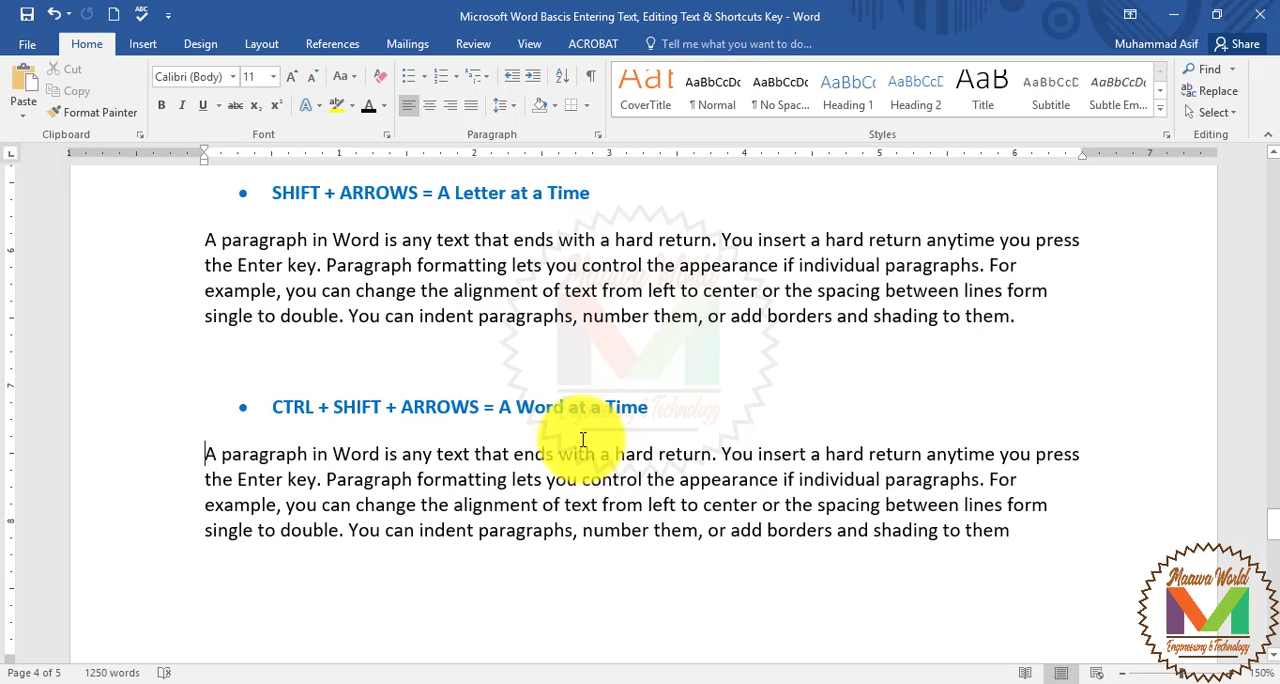 Microsoft Word Bascis Entering Text, Editing Text & Shortcuts Key - Word
File Home Insert Design Layout References Mailings Review View ACROBAT Tell me what you want to do... Muhammad Asif Share
Cut
Copy
Format Painter
Paste
Clipboard
Calibri (Body) 11
Font
Paragraph
AaBbCcDc AaBbCcDc AaBbCc AaBbCcD AaB AaBbCcD AaBbCcDc
CoverTitle ¶ Normal ¶ No Spac... Heading 1 Heading 2 Title Subtitle Subtle Em...
Styles
Find
Replace
Select
Editing
1 1 2 3 4 5 6 7
• SHIFT + ARROWS = A Letter at a Time
A paragraph in Word is any text that ends with a hard return. You insert a hard return anytime you press
the Enter key. Paragraph formatting lets you control the appearance if individual paragraphs. For
example, you can change the alignment of text from left to center or the spacing between lines form
single to double. You can indent paragraphs, number them, or add borders and shading to them.
• CTRL + SHIFT + ARROWS = A Word at a Time
A paragraph in Word is any text that ends with a hard return. You insert a hard return anytime you press
the Enter key. Paragraph formatting lets you control the appearance if individual paragraphs. For
example, you can change the alignment of text from left to center or the spacing between lines form
single to double. You can indent paragraphs, number them, or add borders and shading to them
Maawa World
Engineering & Technology
Page 4 of 5 1250 words 150%